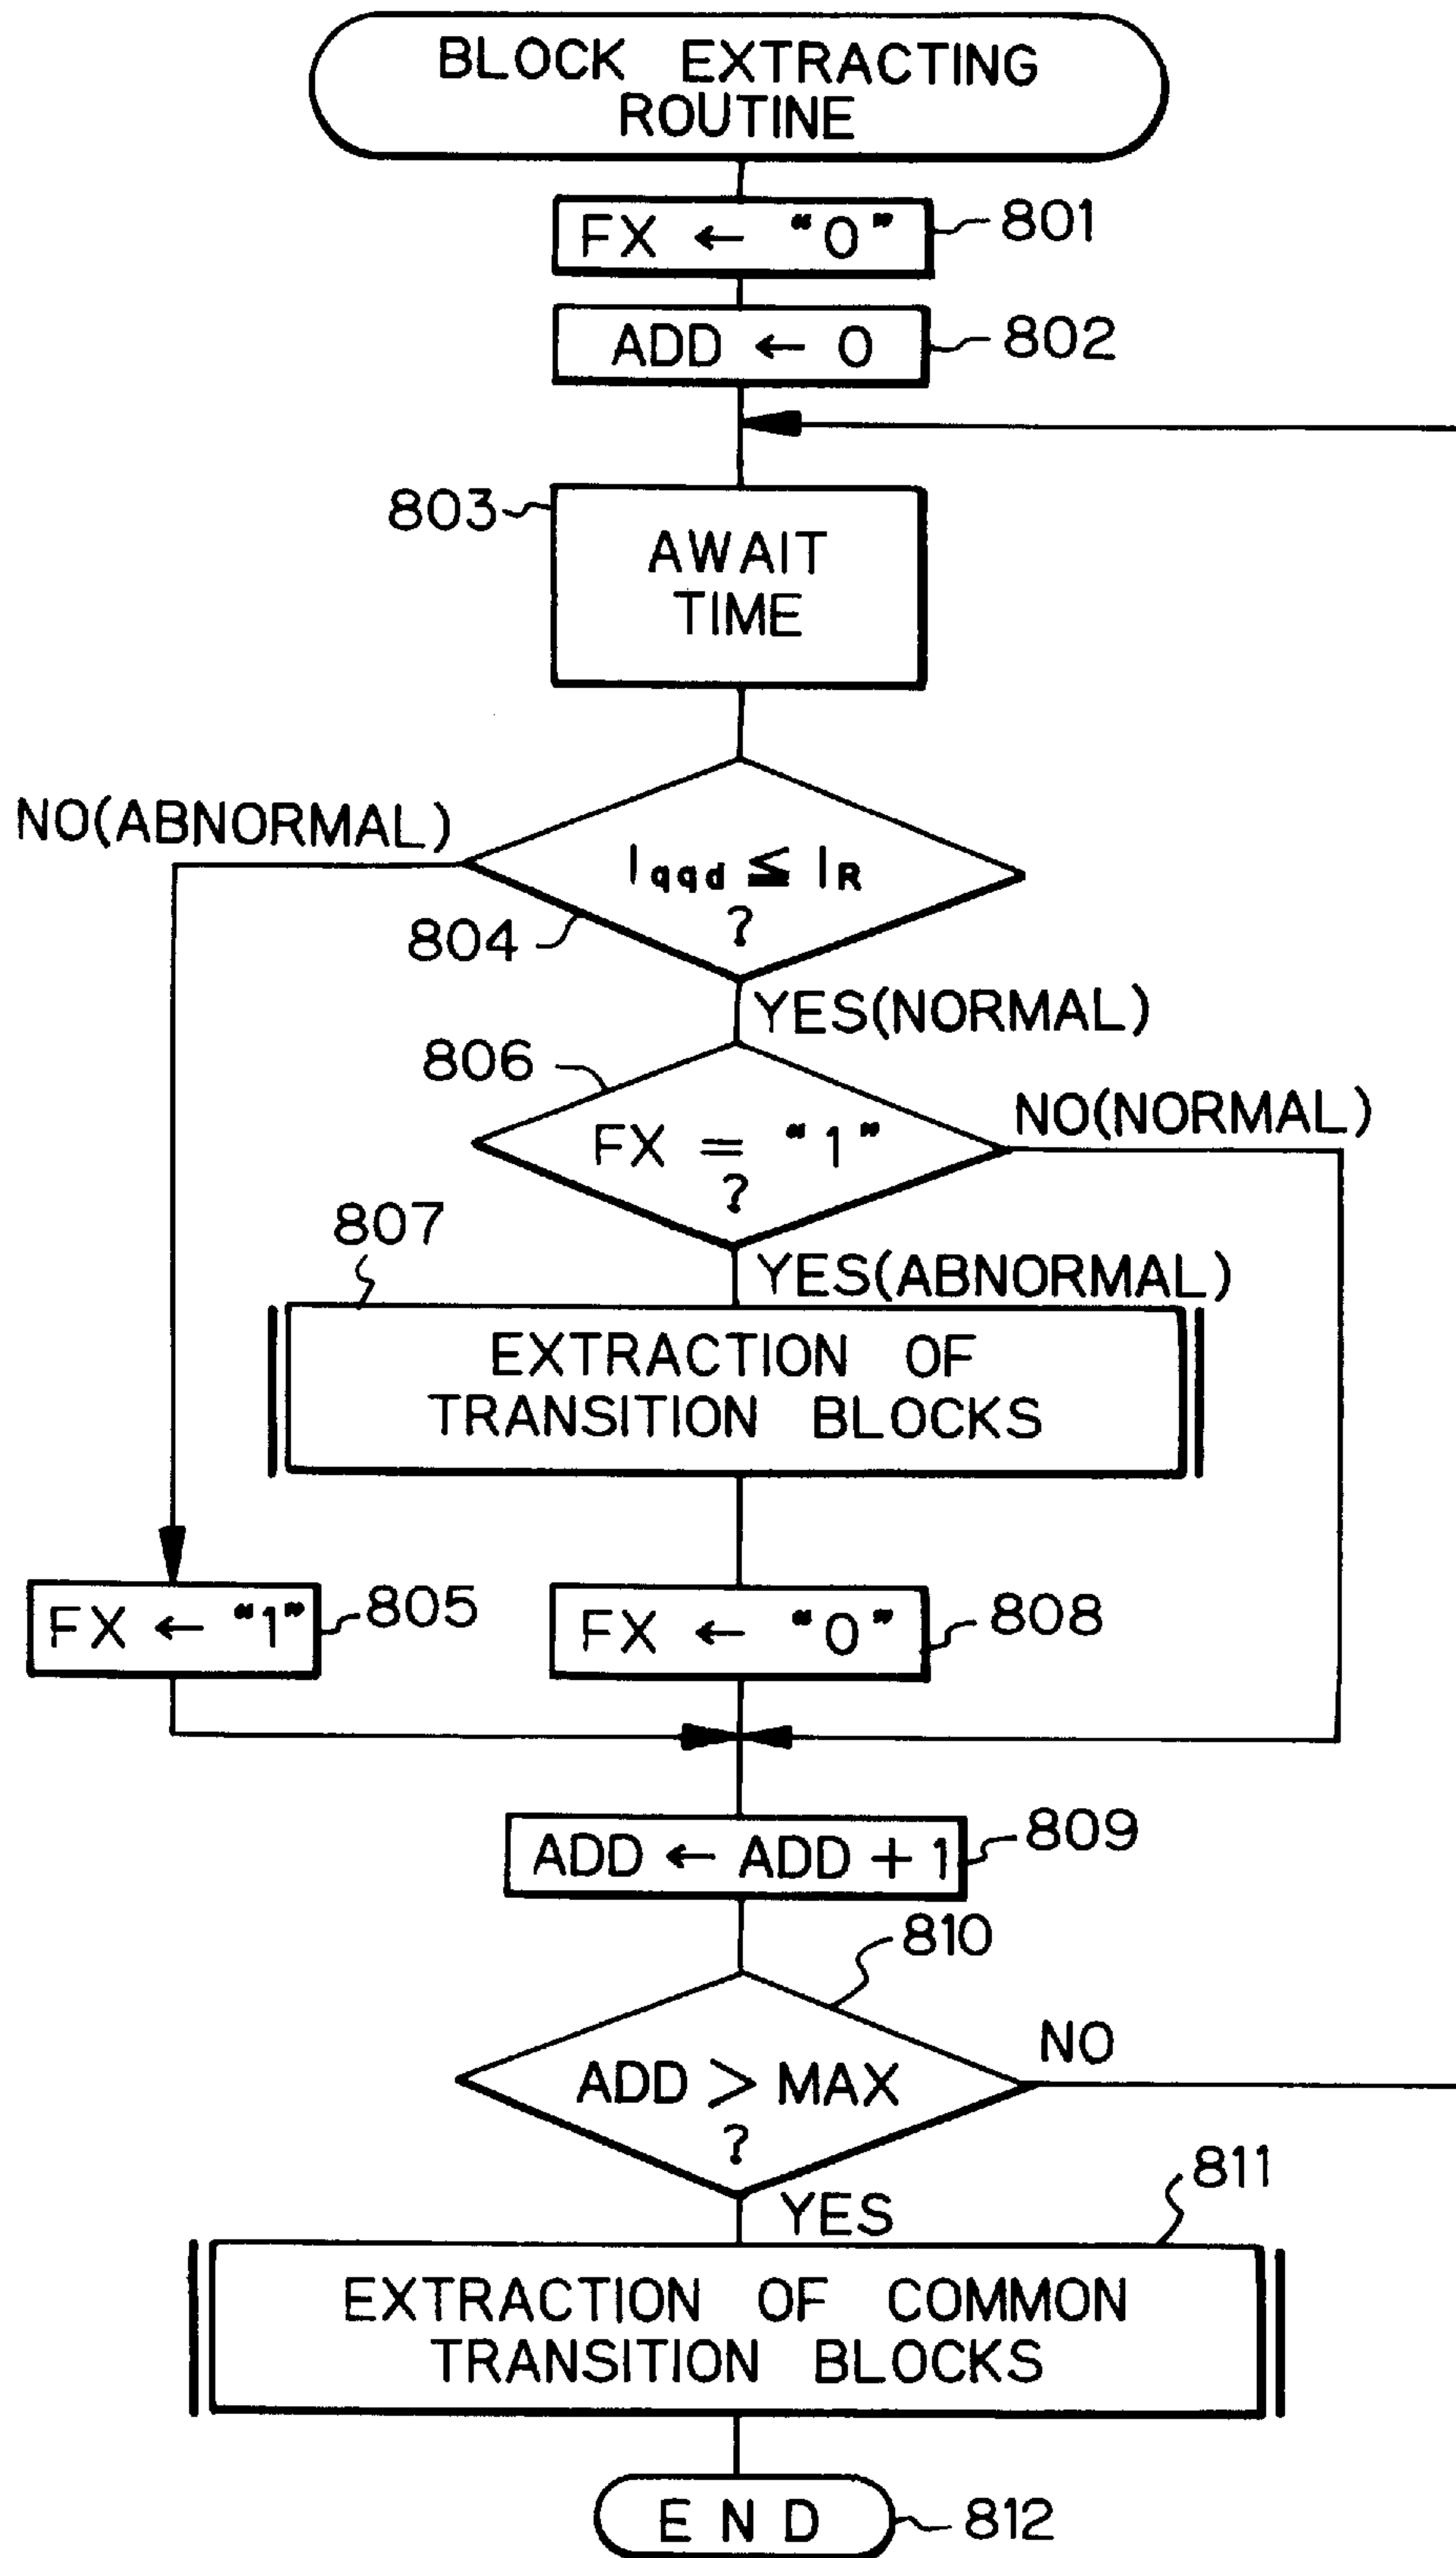 BLOCK EXTRACTING
ROUTINE
FX ← “0”
801
ADD ← 0
802
803
AWAIT
TIME
NO(ABNORMAL)
Iqqd ≦ IR
?
804
YES(NORMAL)
806
NO(NORMAL)
FX = “1”
?
807
YES(ABNORMAL)
EXTRACTION OF
TRANSITION BLOCKS
FX ← “1”
805
FX ← “0”
808
ADD ← ADD + 1
809
810
ADD > MAX
?
NO
YES
811
EXTRACTION OF COMMON
TRANSITION BLOCKS
END
812